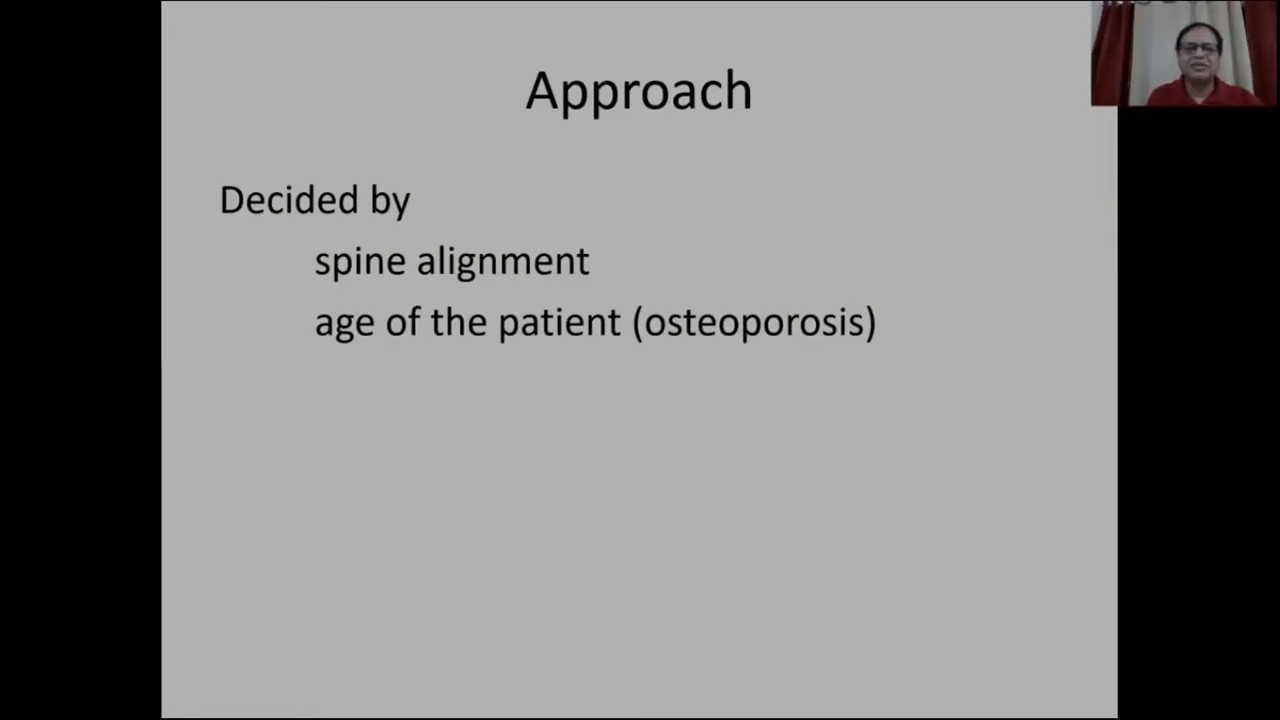 Approach
Decided by
spine alignment
age of the patient (osteoporosis)